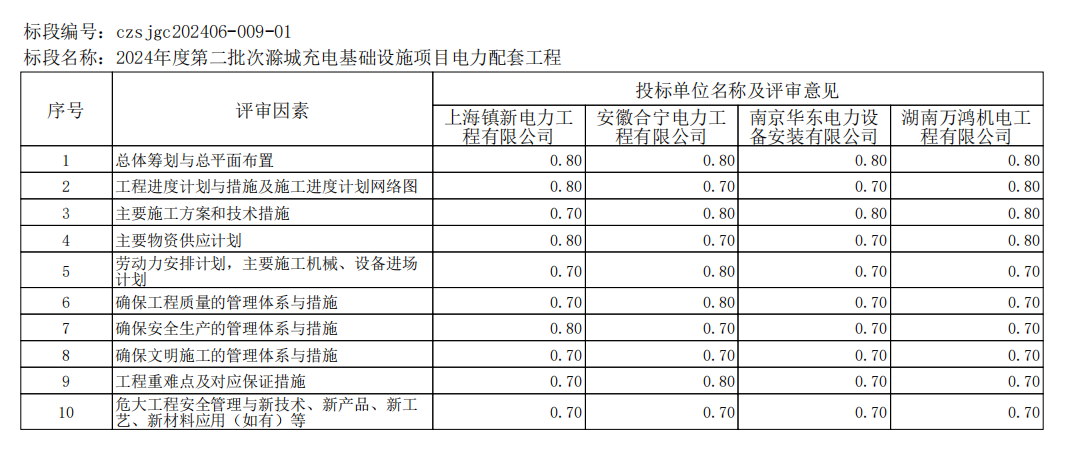 标段编号：czsjgc202406-009-01
标段名称：2024年度第二批次滁城充电基础设施项目电力配套工程
序号 评审因素 投标单位名称及评审意见
上海镇新电力工程有限公司 安徽合宁电力工程有限公司 南京华东电力设备安装有限公司 湖南万鸿机电工程有限公司
1 总体筹划与总平面布置 0.80 0.80 0.80 0.80
2 工程进度计划与措施及施工进度计划网络图 0.80 0.70 0.70 0.80
3 主要施工方案和技术措施 0.70 0.80 0.80 0.80
4 主要物资供应计划 0.80 0.70 0.70 0.80
5 劳动力安排计划，主要施工机械、设备进场计划 0.70 0.80 0.70 0.70
6 确保工程质量的管理体系与措施 0.70 0.80 0.70 0.70
7 确保安全生产的管理体系与措施 0.80 0.70 0.70 0.70
8 确保文明施工的管理体系与措施 0.70 0.70 0.70 0.70
9 工程重难点及对应保证措施 0.70 0.80 0.70 0.70
10 危大工程安全管理与新技术、新产品、新工艺、新材料应用（如有）等 0.70 0.70 0.70 0.70